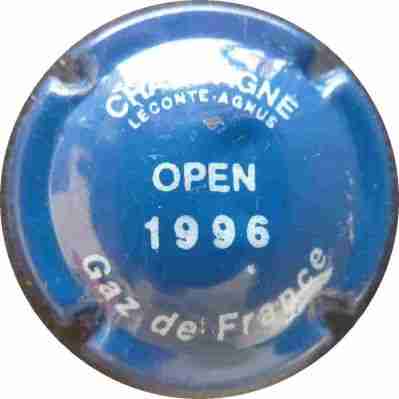 CHAMPAGNE
LECONTE-AGNUS
OPEN
1996
Gaz de France